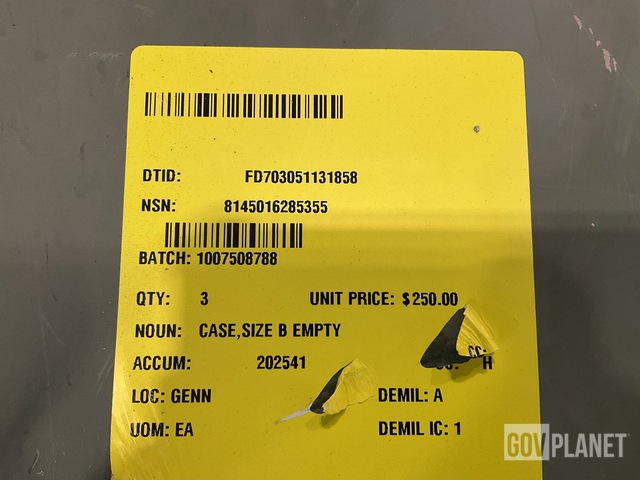 DTID: FD703051131858
NSN: 8145016285355
BATCH: 1007508788
QTY: 3 UNIT PRICE: $250.00
NOUN: CASE,SIZE B EMPTY
CC:
ACCUM: 202541 H
LOC: GENN DEMIL: A
UOM: EA DEMIL IC: 1
GOVPLANET